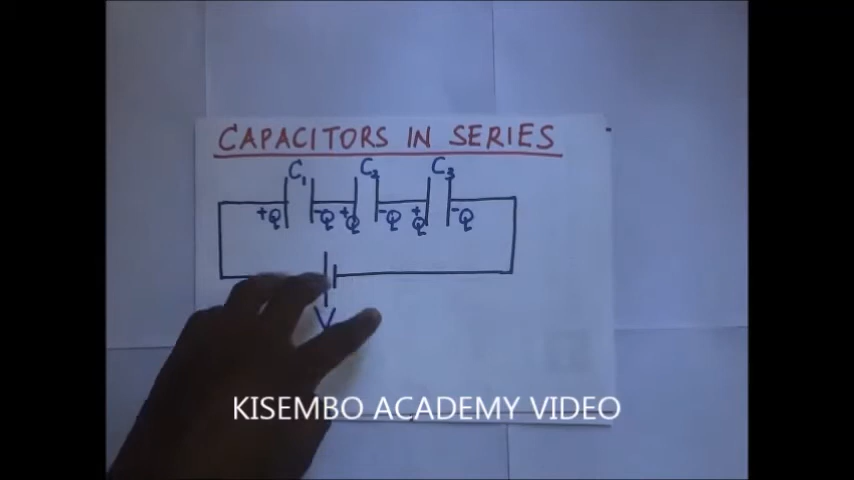 CAPACITORS IN SERIES
C₁ C₂ C₃
+Q -Q +Q -Q +Q -Q
V
KISEMBO ACADEMY VIDEO